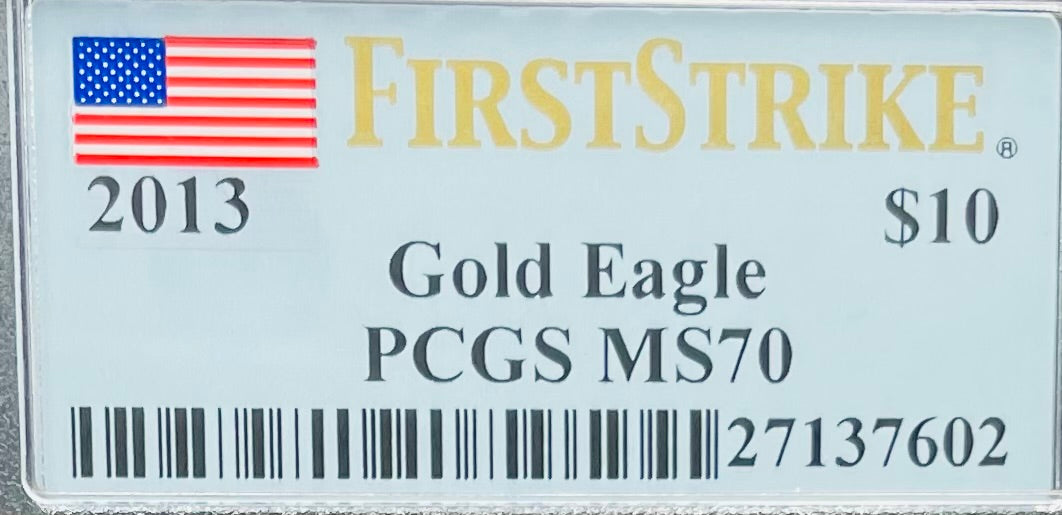 FIRSTSTRIKE®
2013 $10
Gold Eagle
PCGS MS70
27137602